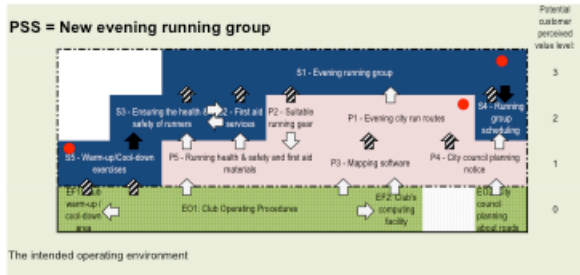 PSS = New evening running group
Potential
customer
perceived
value level:
S1 - Evening running group
3
S3 - Ensuring the health &
safety of runners
S2 - First aid
services
P2 - Suitable
running gear
P1 - Evening city run routes
S4 - Running
group
scheduling
2
S5 - Warm-up/Cool-down
exercises
P5 - Running health & safety and first aid
materials
P3 - Mapping software
P4 - City council planning
notice
1
warm-up /
cool-down
area
EO1: Club Operating Procedures
EF2: Club's
computing
facility
council
planning
about roads
0
The intended operating environment